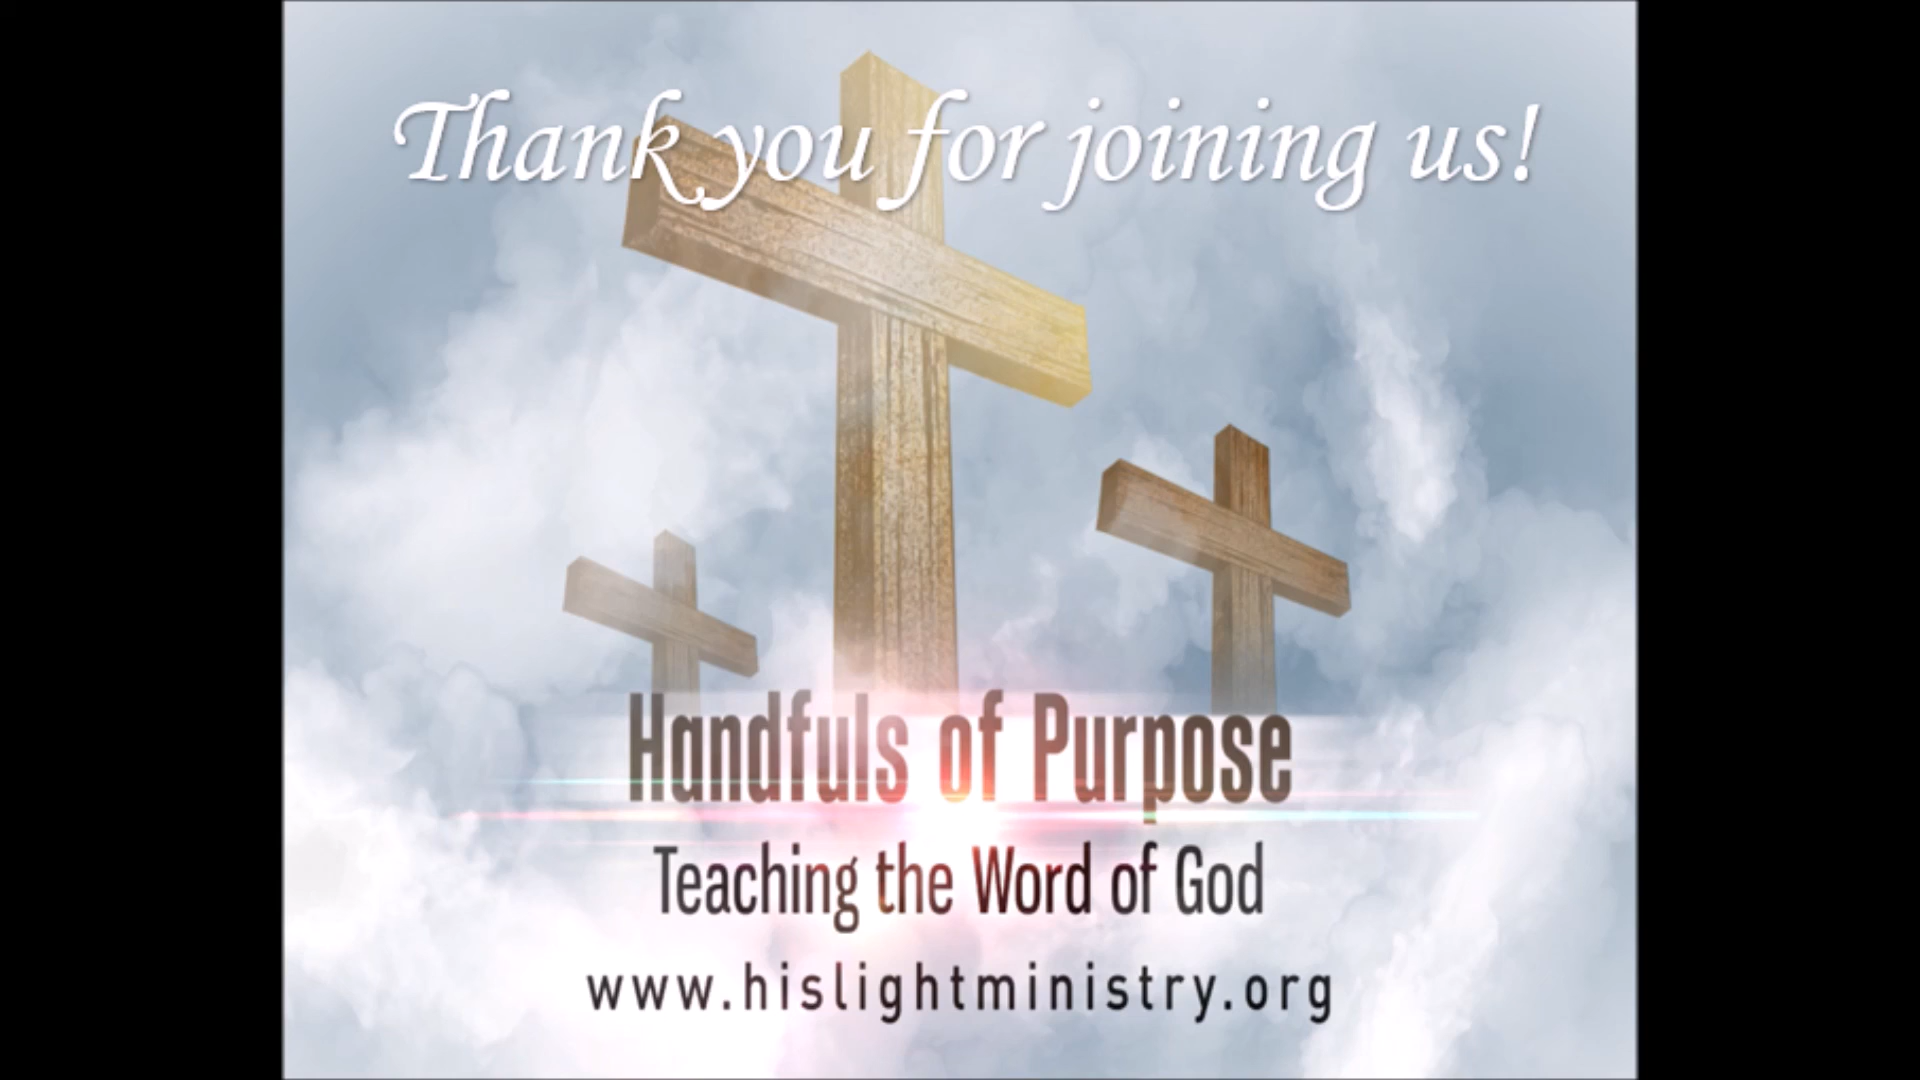 Thank you for joining us!
Handfuls of Purpose
Teaching the Word of God
www.hislightministry.org